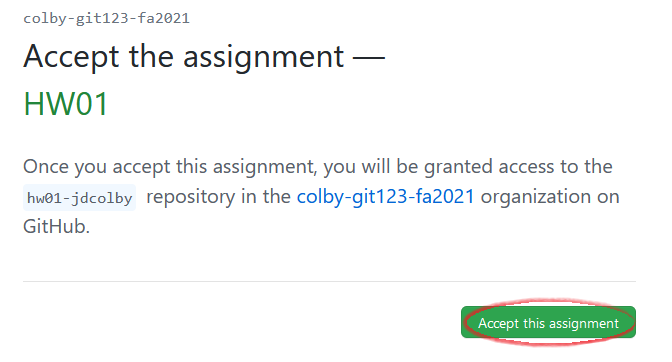 colby-git123-fa2021
Accept the assignment —
HW01
Once you accept this assignment, you will be granted access to the
hw01-jdcolby repository in the colby-git123-fa2021 organization on
GitHub.
Accept this assignment